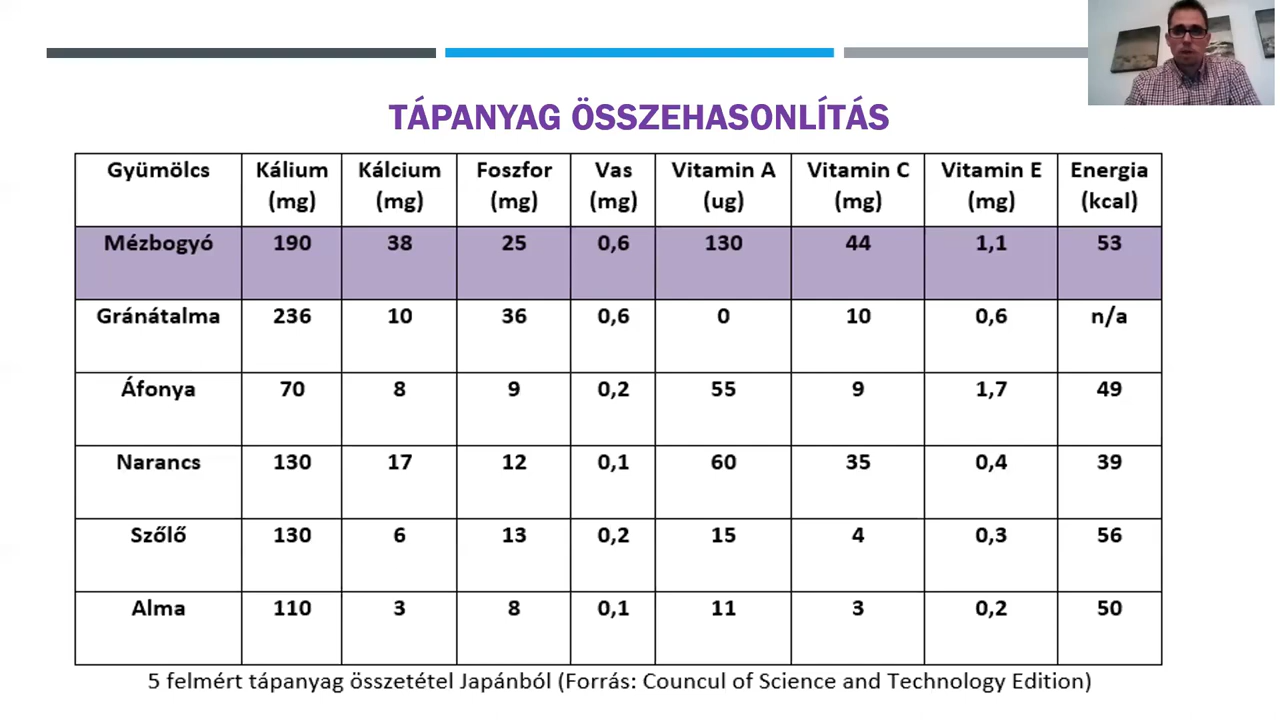 TÁPANYAG ÖSSZEHASONLÍTÁS
Gyümölcs Kálium (mg) Kálcium (mg) Foszfor (mg) Vas (mg) Vitamin A (ug) Vitamin C (mg) Vitamin E (mg) Energia (kcal)
Mézbogyó 190 38 25 0,6 130 44 1,1 53
Gránátalma 236 10 36 0,6 0 10 0,6 n/a
Áfonya 70 8 9 0,2 55 9 1,7 49
Narancs 130 17 12 0,1 60 35 0,4 39
Szőlő 130 6 13 0,2 15 4 0,3 56
Alma 110 3 8 0,1 11 3 0,2 50
5 felmért tápanyag összetétel Japánból (Forrás: Councul of Science and Technology Edition)